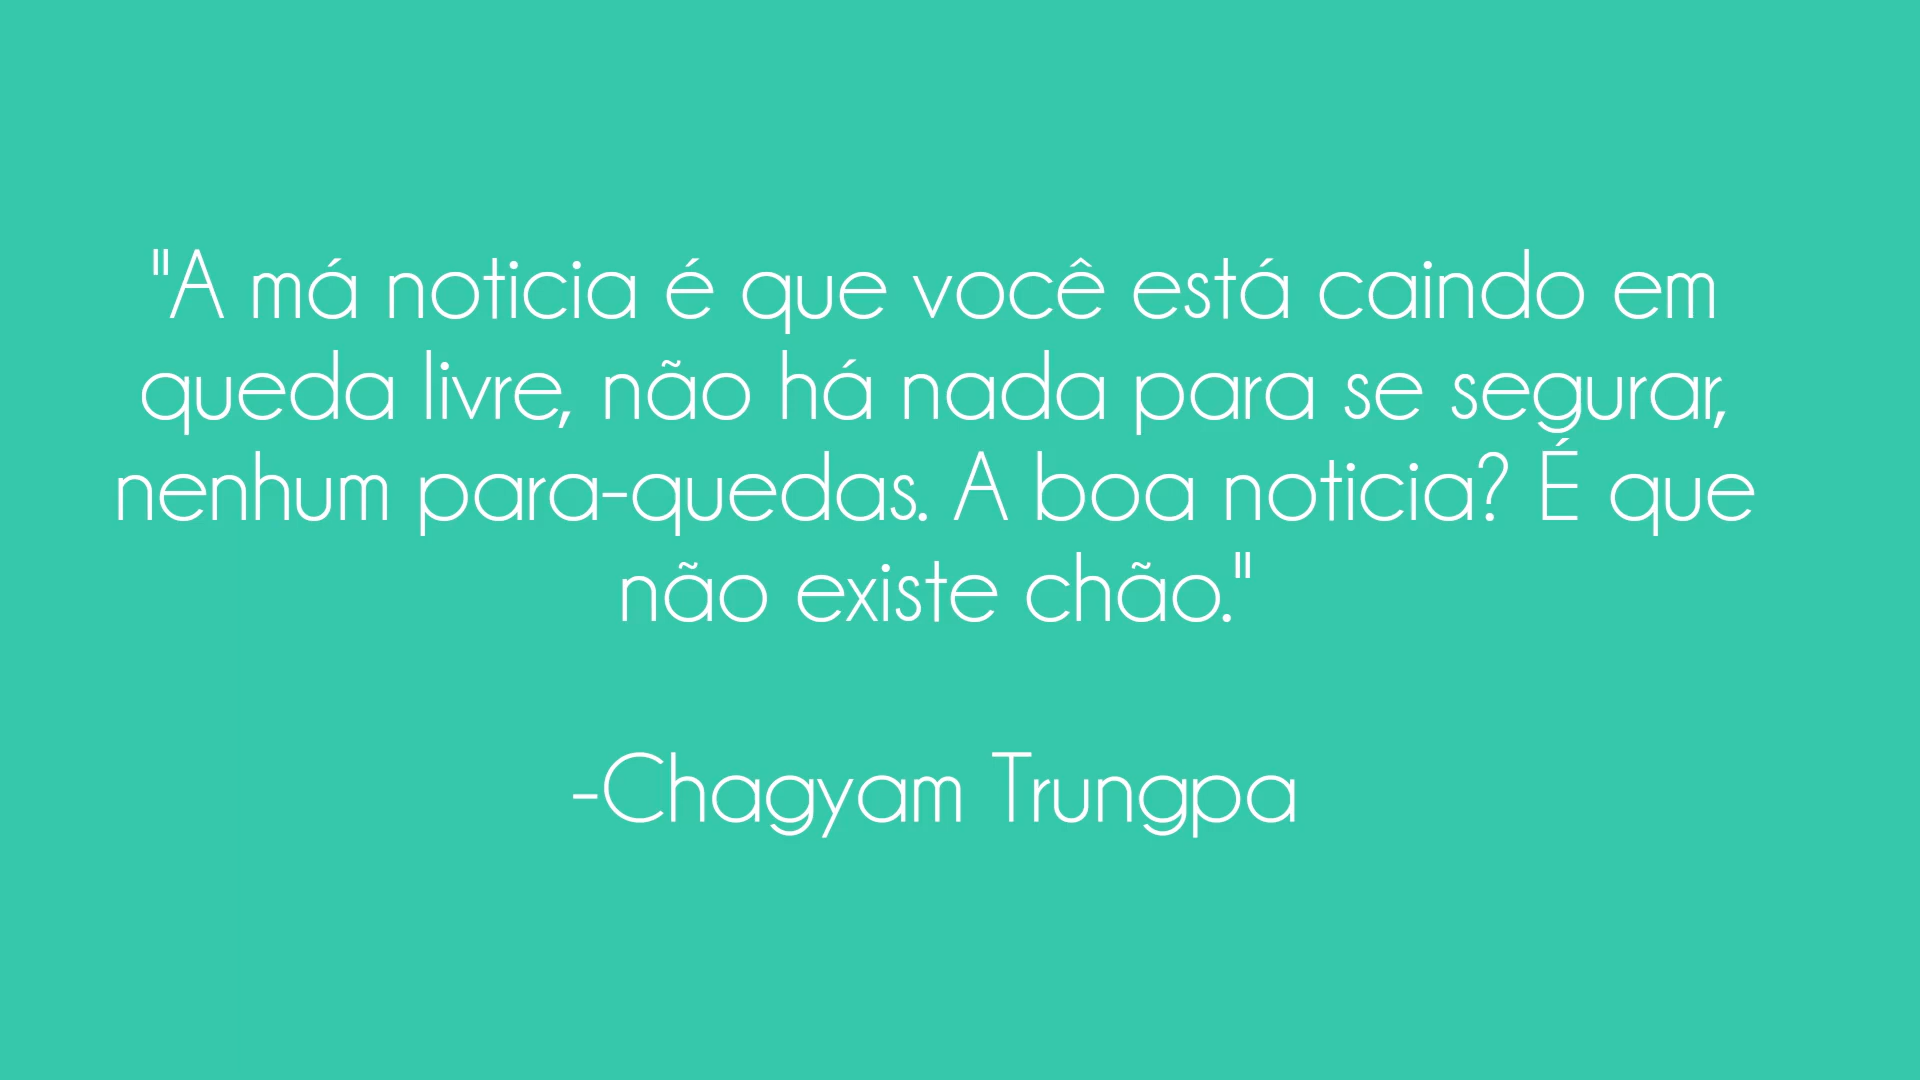 "A má noticia é que você está caindo em
queda livre, não há nada para se segurar,
nenhum para-quedas. A boa noticia? É que
não existe chão."
-Chagyam Trungpa